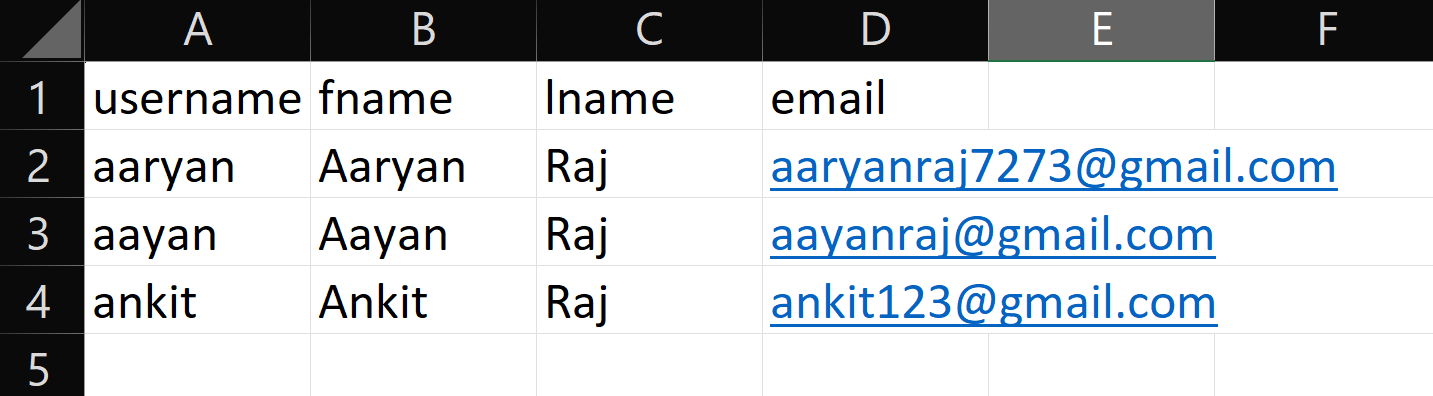 A B C D E F
1 username fname lname email
2 aaryan Aaryan Raj aaryanraj7273@gmail.com
3 aayan Aayan Raj aayanraj@gmail.com
4 ankit Ankit Raj ankit123@gmail.com
5